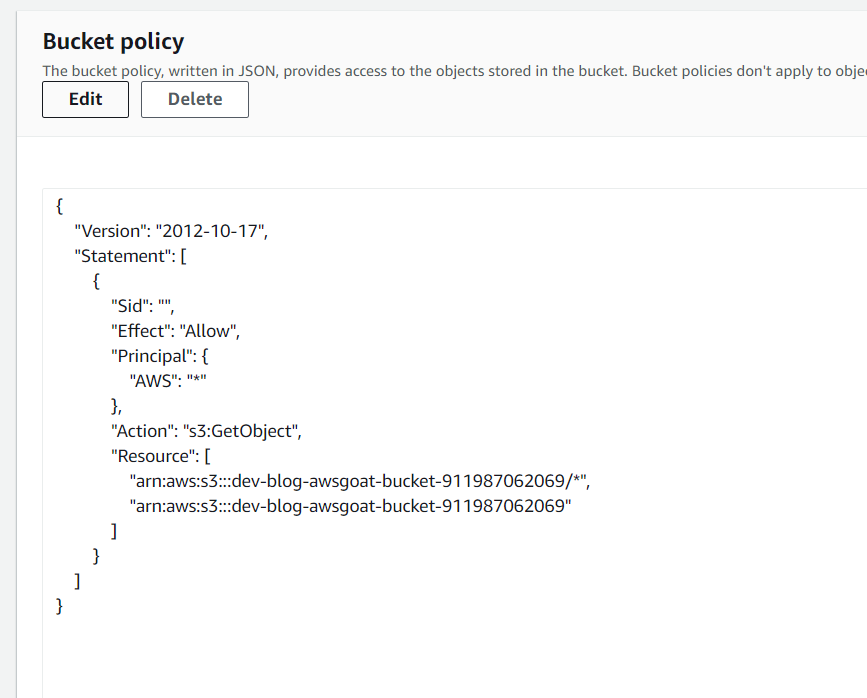 Bucket policy
The bucket policy, written in JSON, provides access to the objects stored in the bucket. Bucket policies don't apply to obje
Edit Delete
{
"Version": "2012-10-17",
"Statement": [
{
"Sid": "",
"Effect": "Allow",
"Principal": {
"AWS": "*"
},
"Action": "s3:GetObject",
"Resource": [
"arn:aws:s3:::dev-blog-awsgoat-bucket-911987062069/*",
"arn:aws:s3:::dev-blog-awsgoat-bucket-911987062069"
]
}
]
}